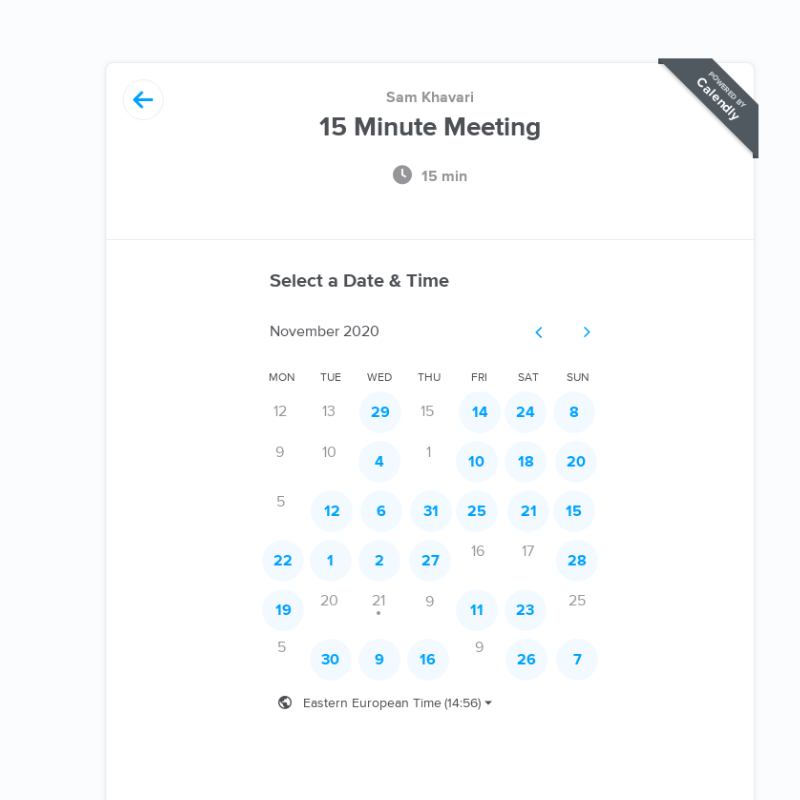 POWERED BY
Calendly
Sam Khavari
15 Minute Meeting
15 min
Select a Date & Time
November 2020
MON TUE WED THU FRI SAT SUN
12 13 29 15 14 24 8
9 10 4 1 10 18 20
5 12 6 31 25 21 15
22 1 2 27 16 17 28
19 20 21 9 11 23 25
5 30 9 16 9 26 7
Eastern European Time (14:56)